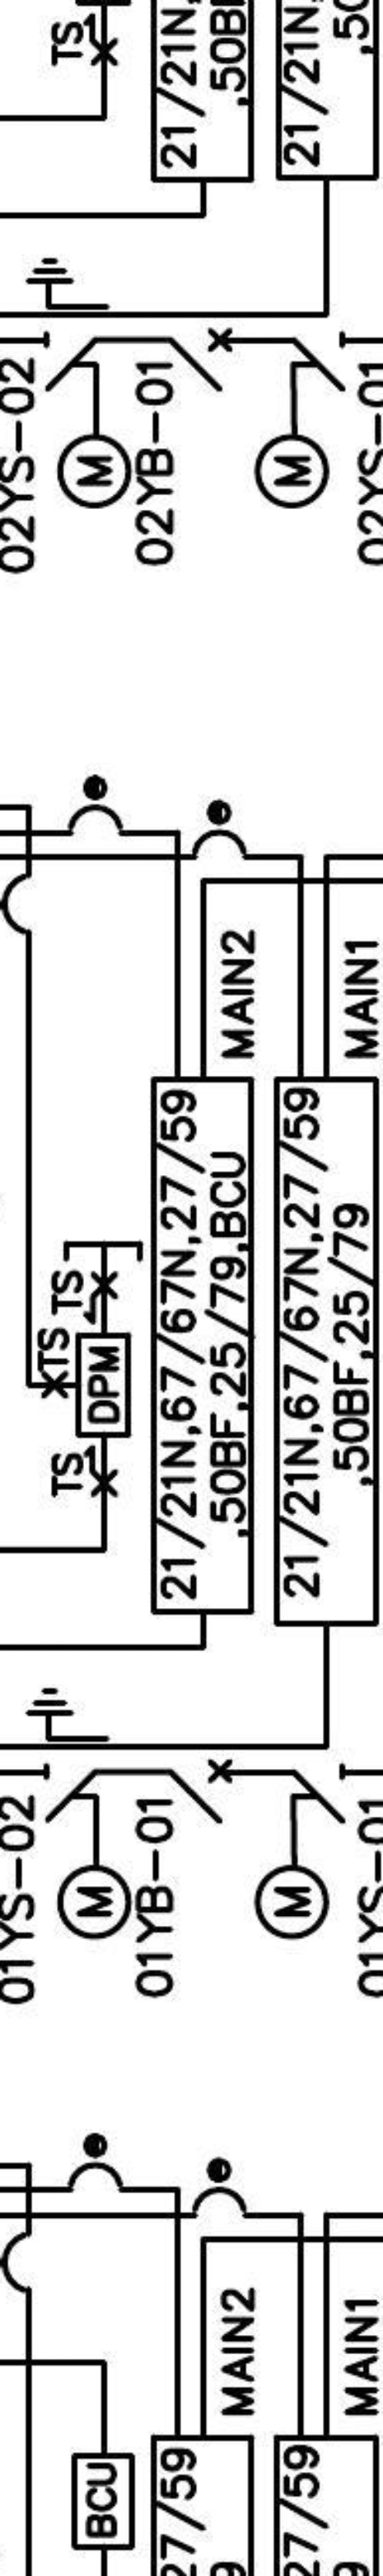 TS
21/21N,
,50B
21/21N,
,50
02YS-02
M
02YB-01
M
02YS-01
MAIN2
MAIN1
TS
TS
DPM
TS
21/21N,67/67N,27/59
,50BF,25/79,BCU
21/21N,67/67N,27/59
,50BF,25/79
01YS-02
M
01YB-01
M
01YS-01
MAIN2
MAIN1
BCU
27/59
9
27/59
9